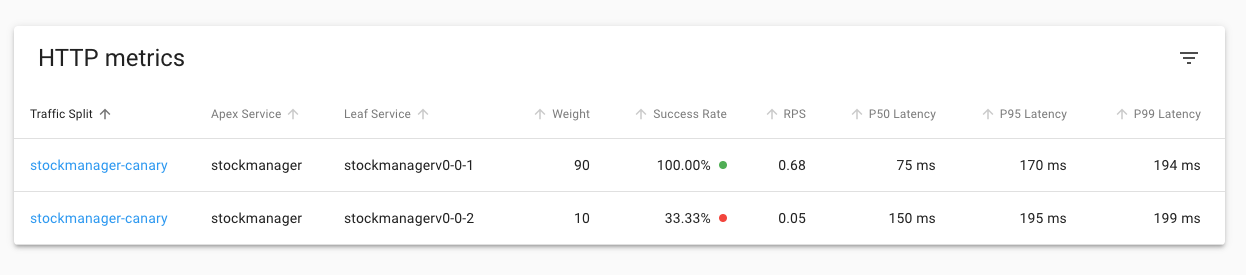 HTTP metrics
Traffic Split Apex Service Leaf Service Weight Success Rate RPS P50 Latency P95 Latency P99 Latency
stockmanager-canary stockmanager stockmanagerv0-0-1 90 100.00% 0.68 75 ms 170 ms 194 ms
stockmanager-canary stockmanager stockmanagerv0-0-2 10 33.33% 0.05 150 ms 195 ms 199 ms